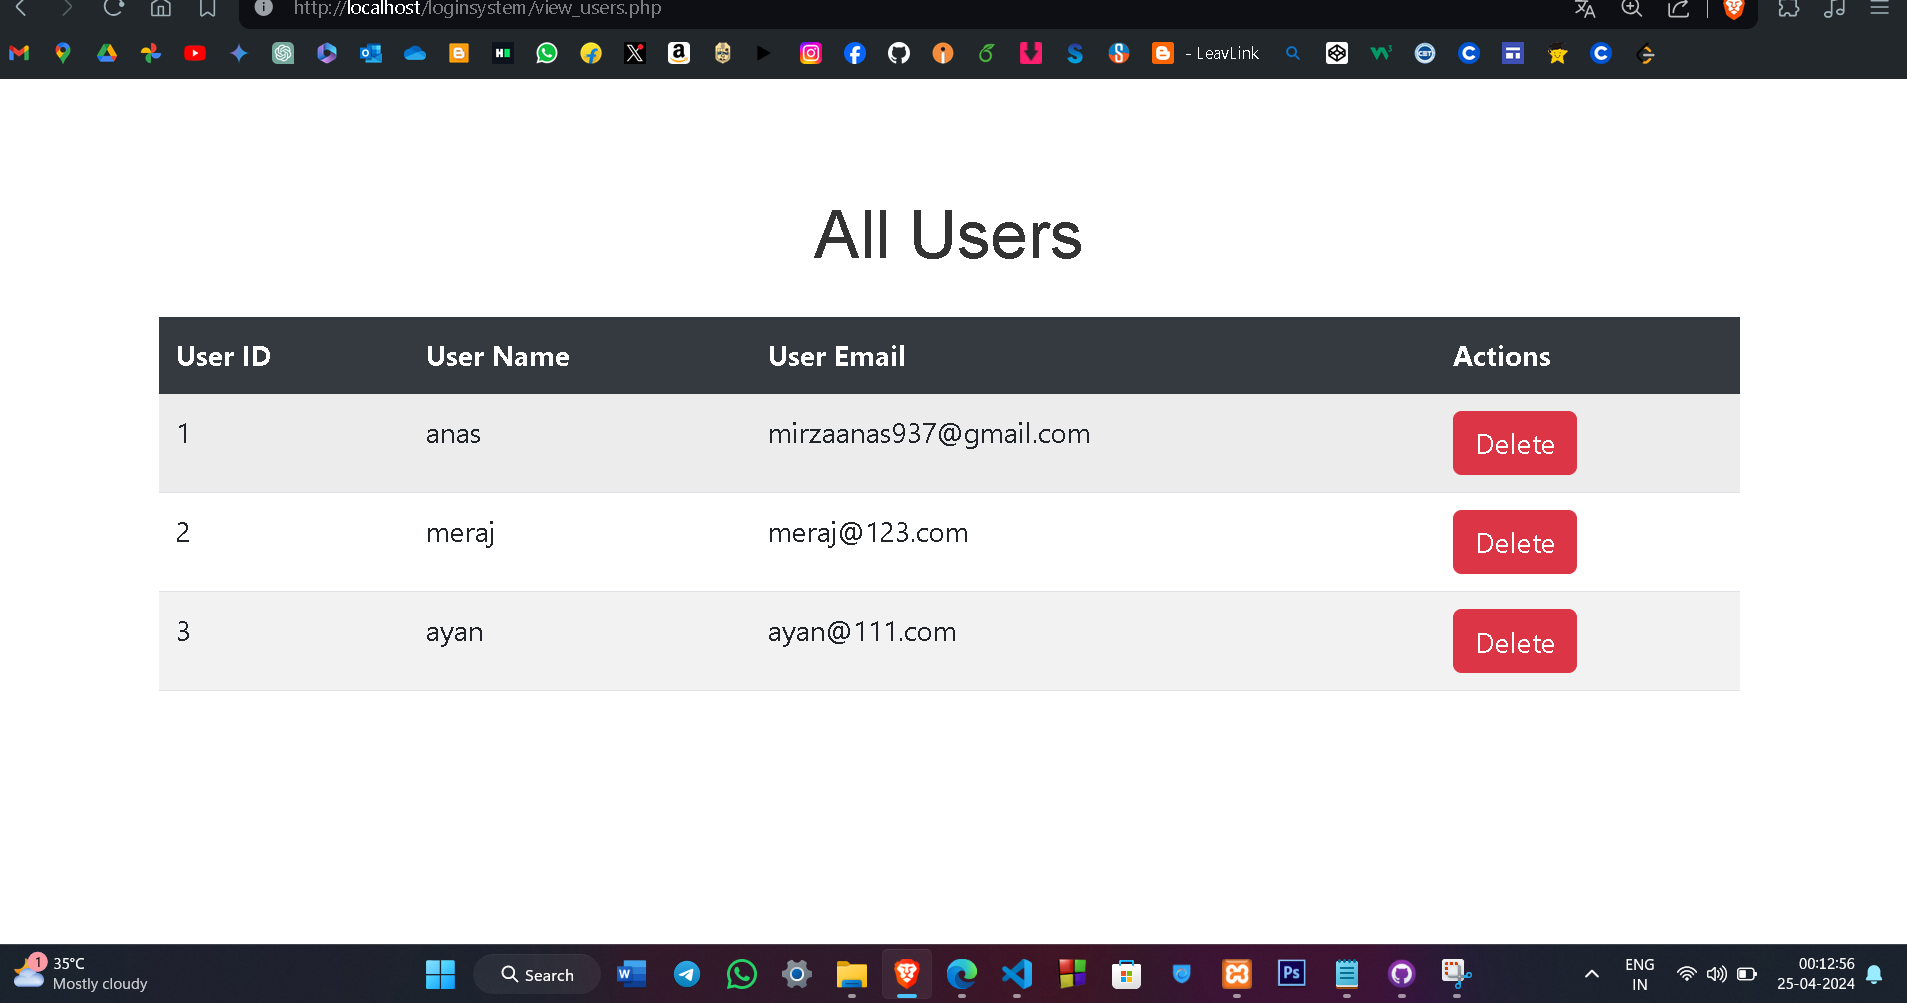 http://localhost/loginsystem/view_users.php
- LeavLink
All Users
User ID User Name User Email Actions
1 anas mirzaanas937@gmail.com Delete
2 meraj meraj@123.com Delete
3 ayan ayan@111.com Delete
1 35°C
Mostly cloudy
Search
ENG
IN
00:12:56
25-04-2024